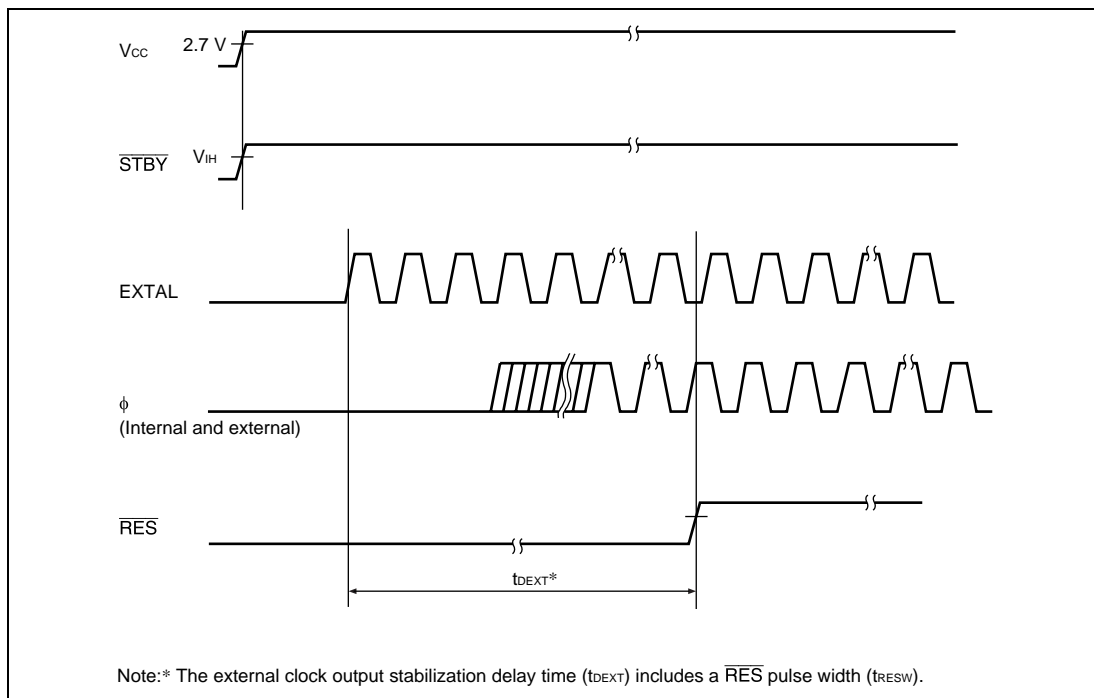 Vcc 2.7 V
STBY VIH
EXTAL
φ
(Internal and external)
RES
tDEXT*
Note:* The external clock output stabilization delay time (tDEXT) includes a RES pulse width (tRESW).